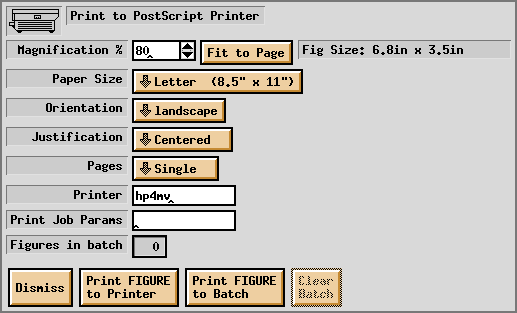 Print to PostScript Printer
Magnification % 80 Fit to Page Fig Size: 6.8in x 3.5in
Paper Size Letter (8.5" x 11")
Orientation landscape
Justification Centered
Pages Single
Printer hp4mv
Print Job Params
Figures in batch 0
Dismiss Print FIGURE to Printer Print FIGURE to Batch Clear Batch